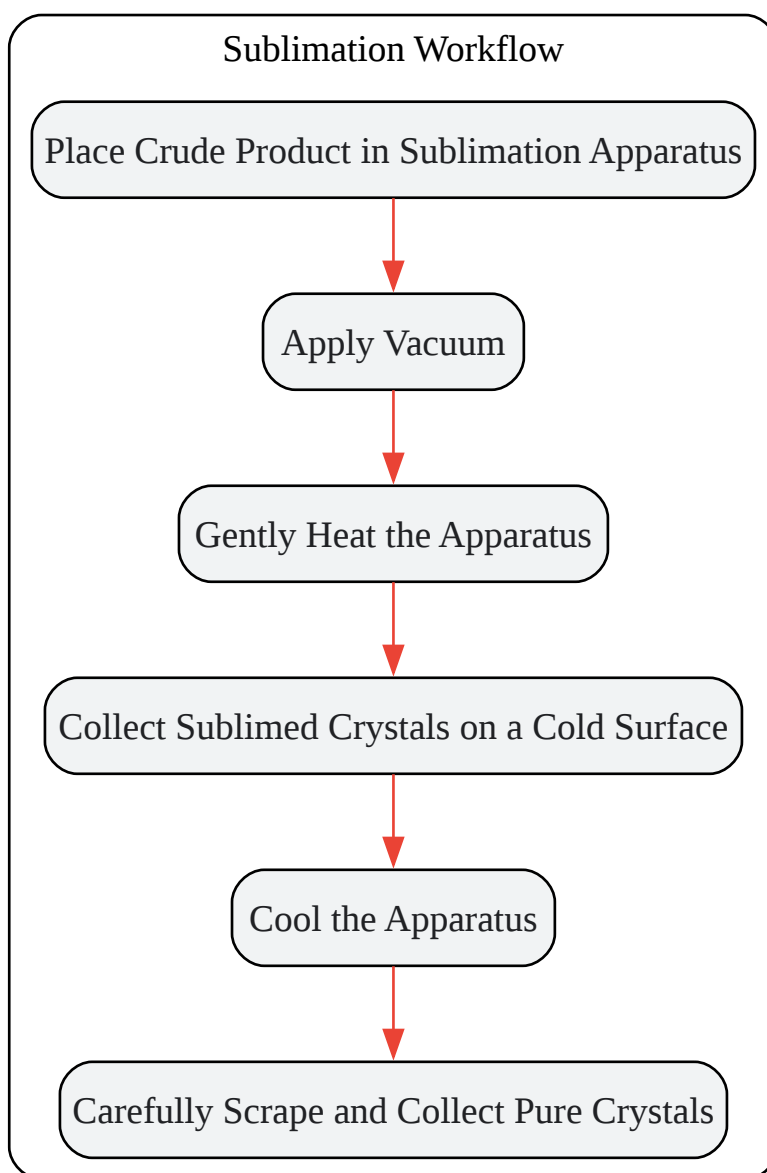 Sublimation Workflow
Place Crude Product in Sublimation Apparatus
Apply Vacuum
Gently Heat the Apparatus
Collect Sublimed Crystals on a Cold Surface
Cool the Apparatus
Carefully Scrape and Collect Pure Crystals